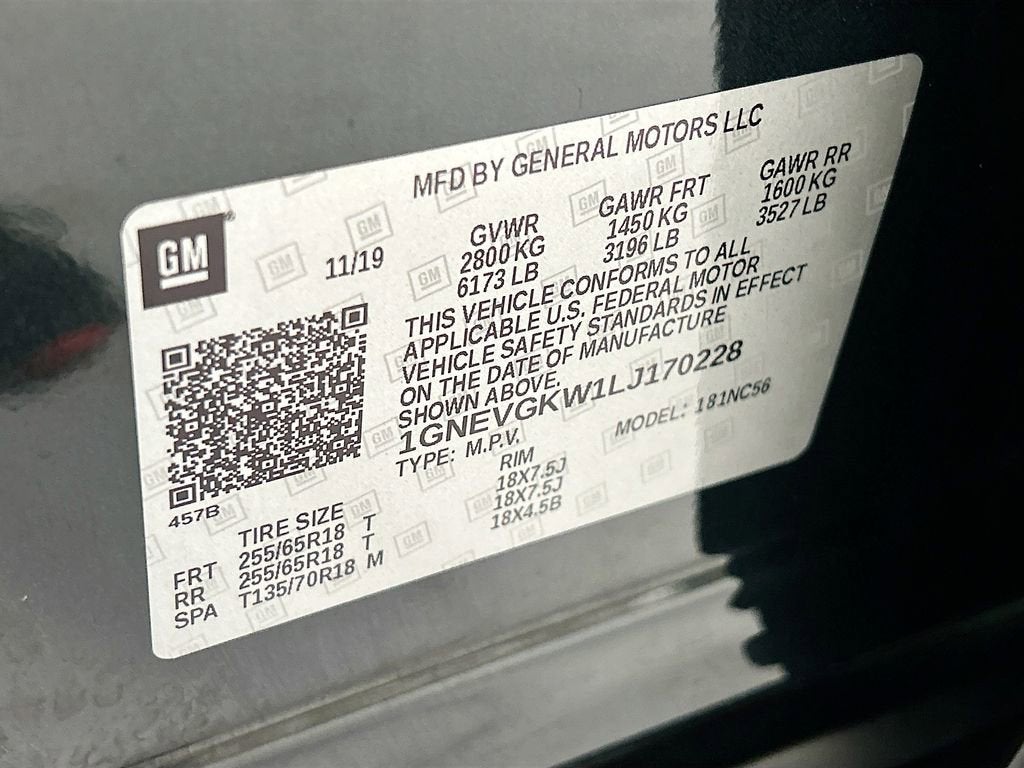 MFD BY GENERAL MOTORS LLC
GM
11/19
GVWR GAWR FRT GAWR RR
2800 KG 1450 KG 1600 KG
6173 LB 3196 LB 3527 LB
THIS VEHICLE CONFORMS TO ALL
APPLICABLE U.S. FEDERAL MOTOR
VEHICLE SAFETY STANDARDS IN EFFECT
ON THE DATE OF MANUFACTURE
SHOWN ABOVE.
1GNEVGKW1LJ170228
TYPE: M.P.V. MODEL: 181NC56
457B
TIRE SIZE RIM
FRT 255/65R18 T 18X7.5J
RR 255/65R18 T 18X7.5J
SPA T135/70R18 M 18X4.5B